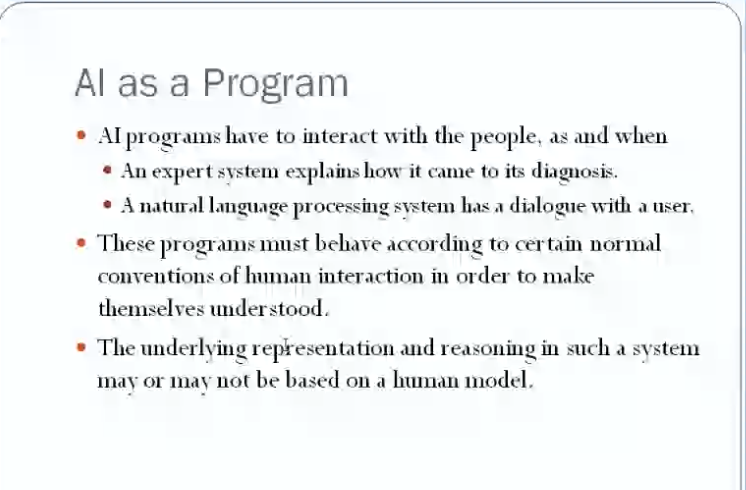 AI as a Program
• AI programs have to interact with the people, as and when
• An expert system explains how it came to its diagnosis.
• A natural language processing system has a dialogue with a user.
• These programs must behave according to certain normal
conventions of human interaction in order to make
themselves understood.
• The underlying representation and reasoning in such a system
may or may not be based on a human model.